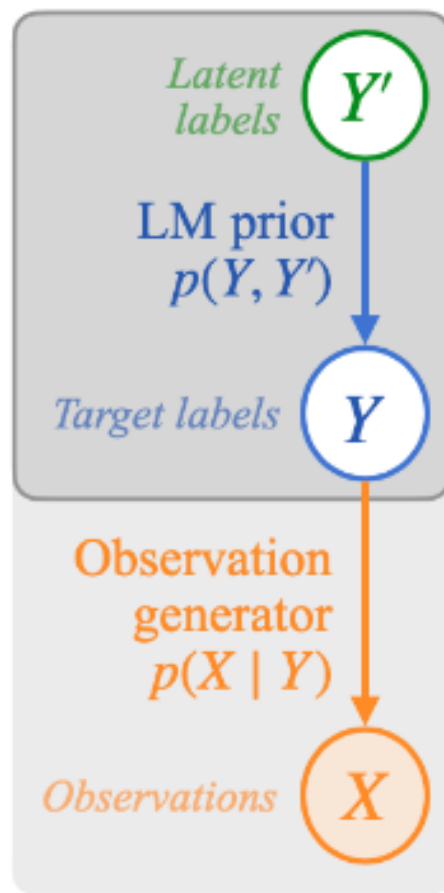 Latent
labels
Y′
LM prior
p(Y, Y′)
Target labels
Y
Observation
generator
p(X | Y)
Observations
X